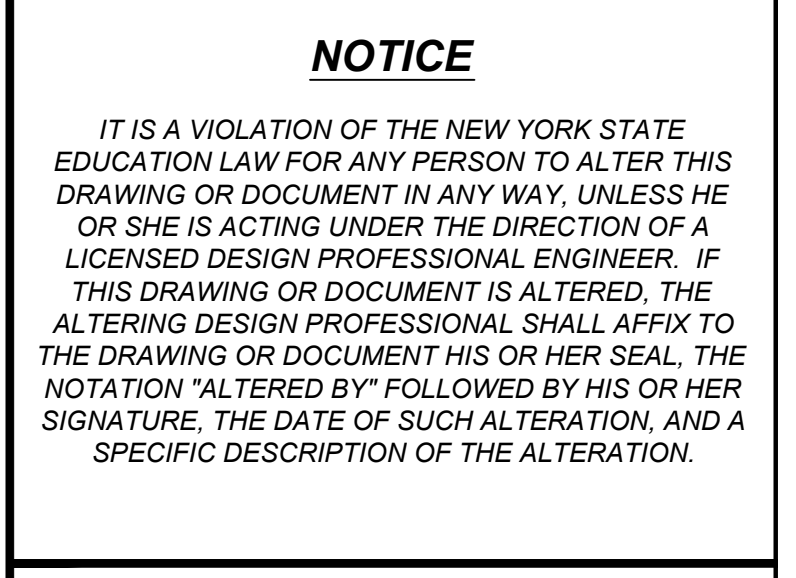 NOTICE
IT IS A VIOLATION OF THE NEW YORK STATE
EDUCATION LAW FOR ANY PERSON TO ALTER THIS
DRAWING OR DOCUMENT IN ANY WAY, UNLESS HE
OR SHE IS ACTING UNDER THE DIRECTION OF A
LICENSED DESIGN PROFESSIONAL ENGINEER. IF
THIS DRAWING OR DOCUMENT IS ALTERED, THE
ALTERING DESIGN PROFESSIONAL SHALL AFFIX TO
THE DRAWING OR DOCUMENT HIS OR HER SEAL, THE
NOTATION "ALTERED BY" FOLLOWED BY HIS OR HER
SIGNATURE, THE DATE OF SUCH ALTERATION, AND A
SPECIFIC DESCRIPTION OF THE ALTERATION.